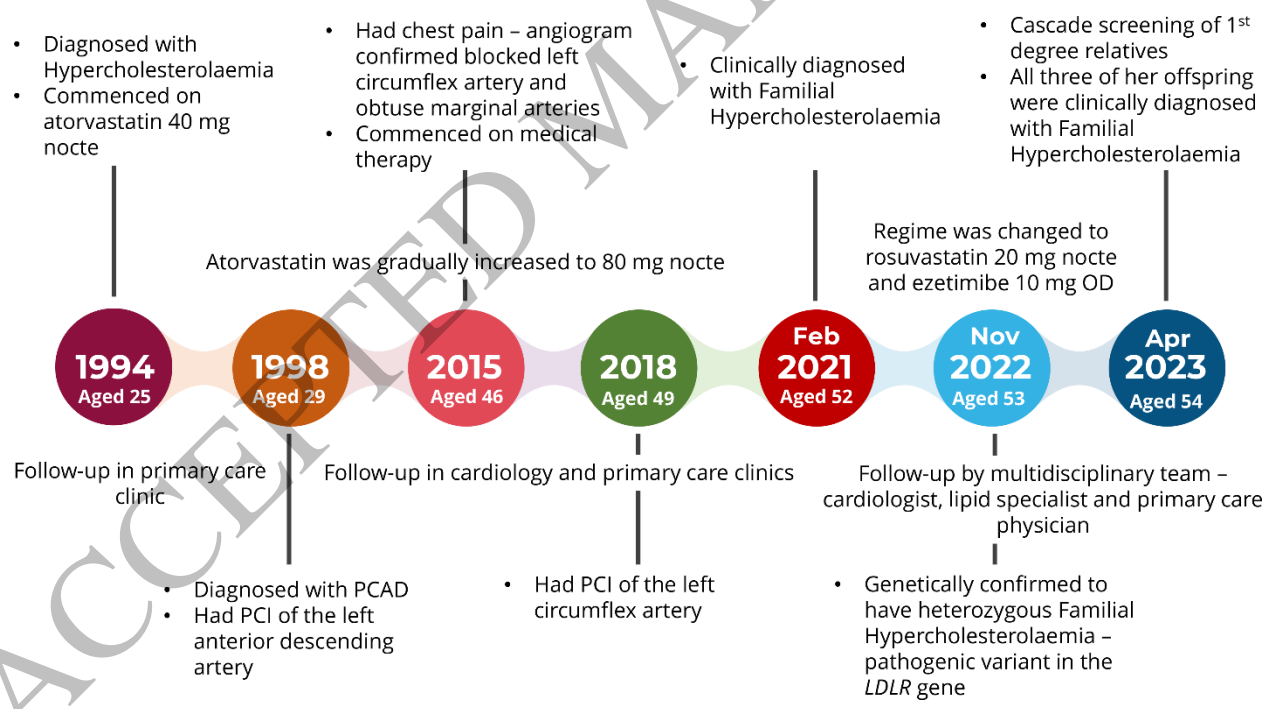 • Diagnosed with
Hypercholesterolaemia
• Commenced on
atorvastatin 40 mg
nocte
• Had chest pain – angiogram
confirmed blocked left
circumflex artery and
obtuse marginal arteries
• Commenced on medical
therapy
• Clinically diagnosed
with Familial
Hypercholesterolaemia
• Cascade screening of 1st
degree relatives
• All three of her offspring
were clinically diagnosed
with Familial
Hypercholesterolaemia
Atorvastatin was gradually increased to 80 mg nocte
Regime was changed to
rosuvastatin 20 mg nocte
and ezetimibe 10 mg OD
1994
Aged 25
1998
Aged 29
2015
Aged 46
2018
Aged 49
Feb
2021
Aged 52
Nov
2022
Aged 53
Apr
2023
Aged 54
Follow-up in primary care
clinic
Follow-up in cardiology and primary care clinics
Follow-up by multidisciplinary team –
cardiologist, lipid specialist and primary care
physician
• Diagnosed with PCAD
• Had PCI of the left
anterior descending
artery
• Had PCI of the left
circumflex artery
• Genetically confirmed to
have heterozygous Familial
Hypercholesterolaemia –
pathogenic variant in the
LDLR gene
ACCEPTED MA